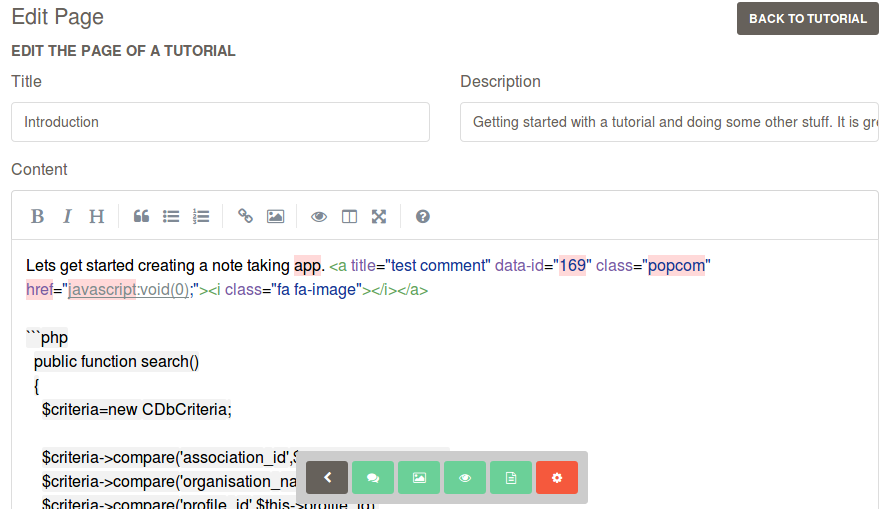 Edit Page
BACK TO TUTORIAL
EDIT THE PAGE OF A TUTORIAL
Title
Description
Introduction
Getting started with a tutorial and doing some other stuff. It is gre
Content
B I H
Lets get started creating a note taking app. <a title="test comment" data-id="169" class="popcom"
href="javascript:void(0);"><i class="fa fa-image"></i></a>
```php
public function search()
{
$criteria=new CDbCriteria;
$criteria->compare('association_id',$
$criteria->compare('organisation_na
$criteria->compare('profile_id',$this->profile_id)